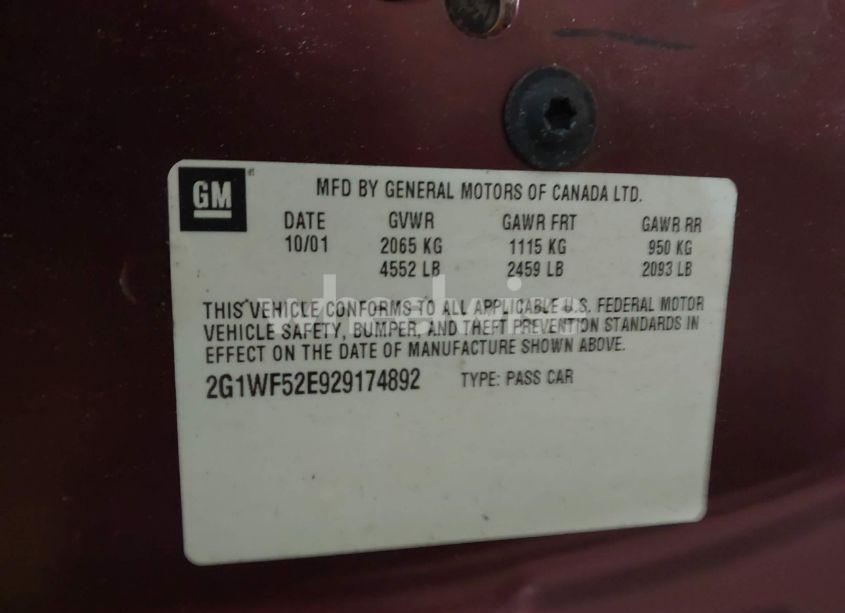 GM
MFD BY GENERAL MOTORS OF CANADA LTD.
DATE GVWR GAWR FRT GAWR RR
10/01 2065 KG 1115 KG 950 KG
4552 LB 2459 LB 2093 LB
THIS VEHICLE CONFORMS TO ALL APPLICABLE U.S. FEDERAL MOTOR
VEHICLE SAFETY, BUMPER, AND THEFT PREVENTION STANDARDS IN
EFFECT ON THE DATE OF MANUFACTURE SHOWN ABOVE.
2G1WF52E929174892 TYPE: PASS CAR